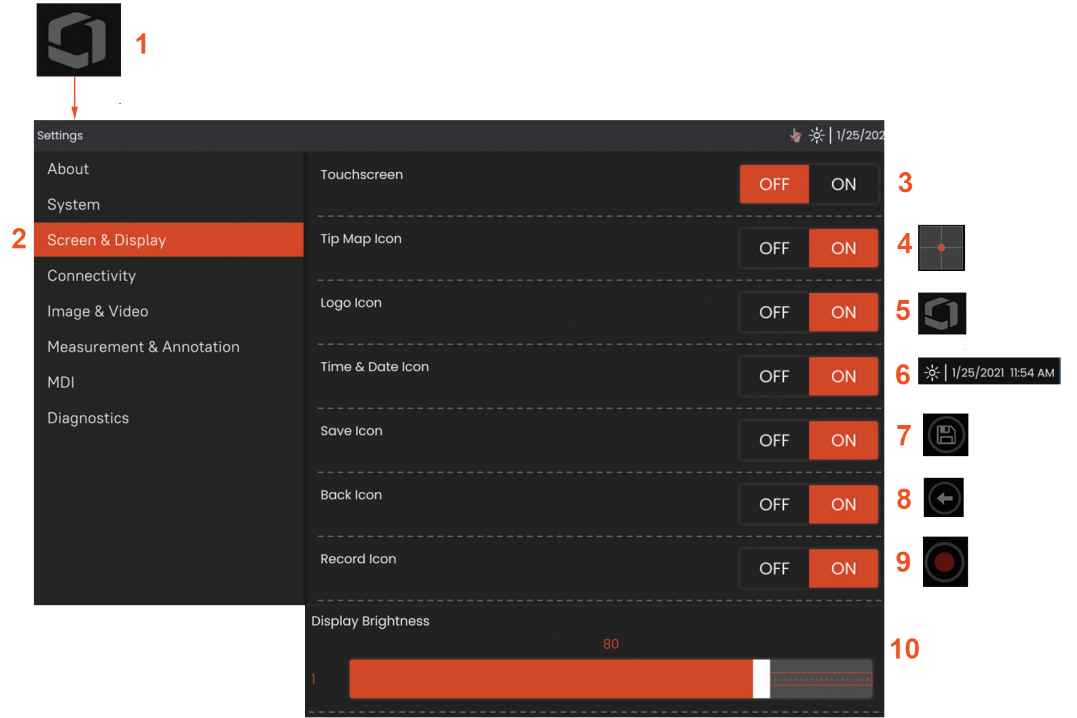 1
Settings
1/25/202
About
System
2 Screen & Display
Connectivity
Image & Video
Measurement & Annotation
MDI
Diagnostics
Touchscreen OFF ON 3
Tip Map Icon OFF ON 4
Logo Icon OFF ON 5
Time & Date Icon OFF ON 6 1/25/2021 11:54 AM
Save Icon OFF ON 7
Back Icon OFF ON 8
Record Icon OFF ON 9
Display Brightness
80
10
1